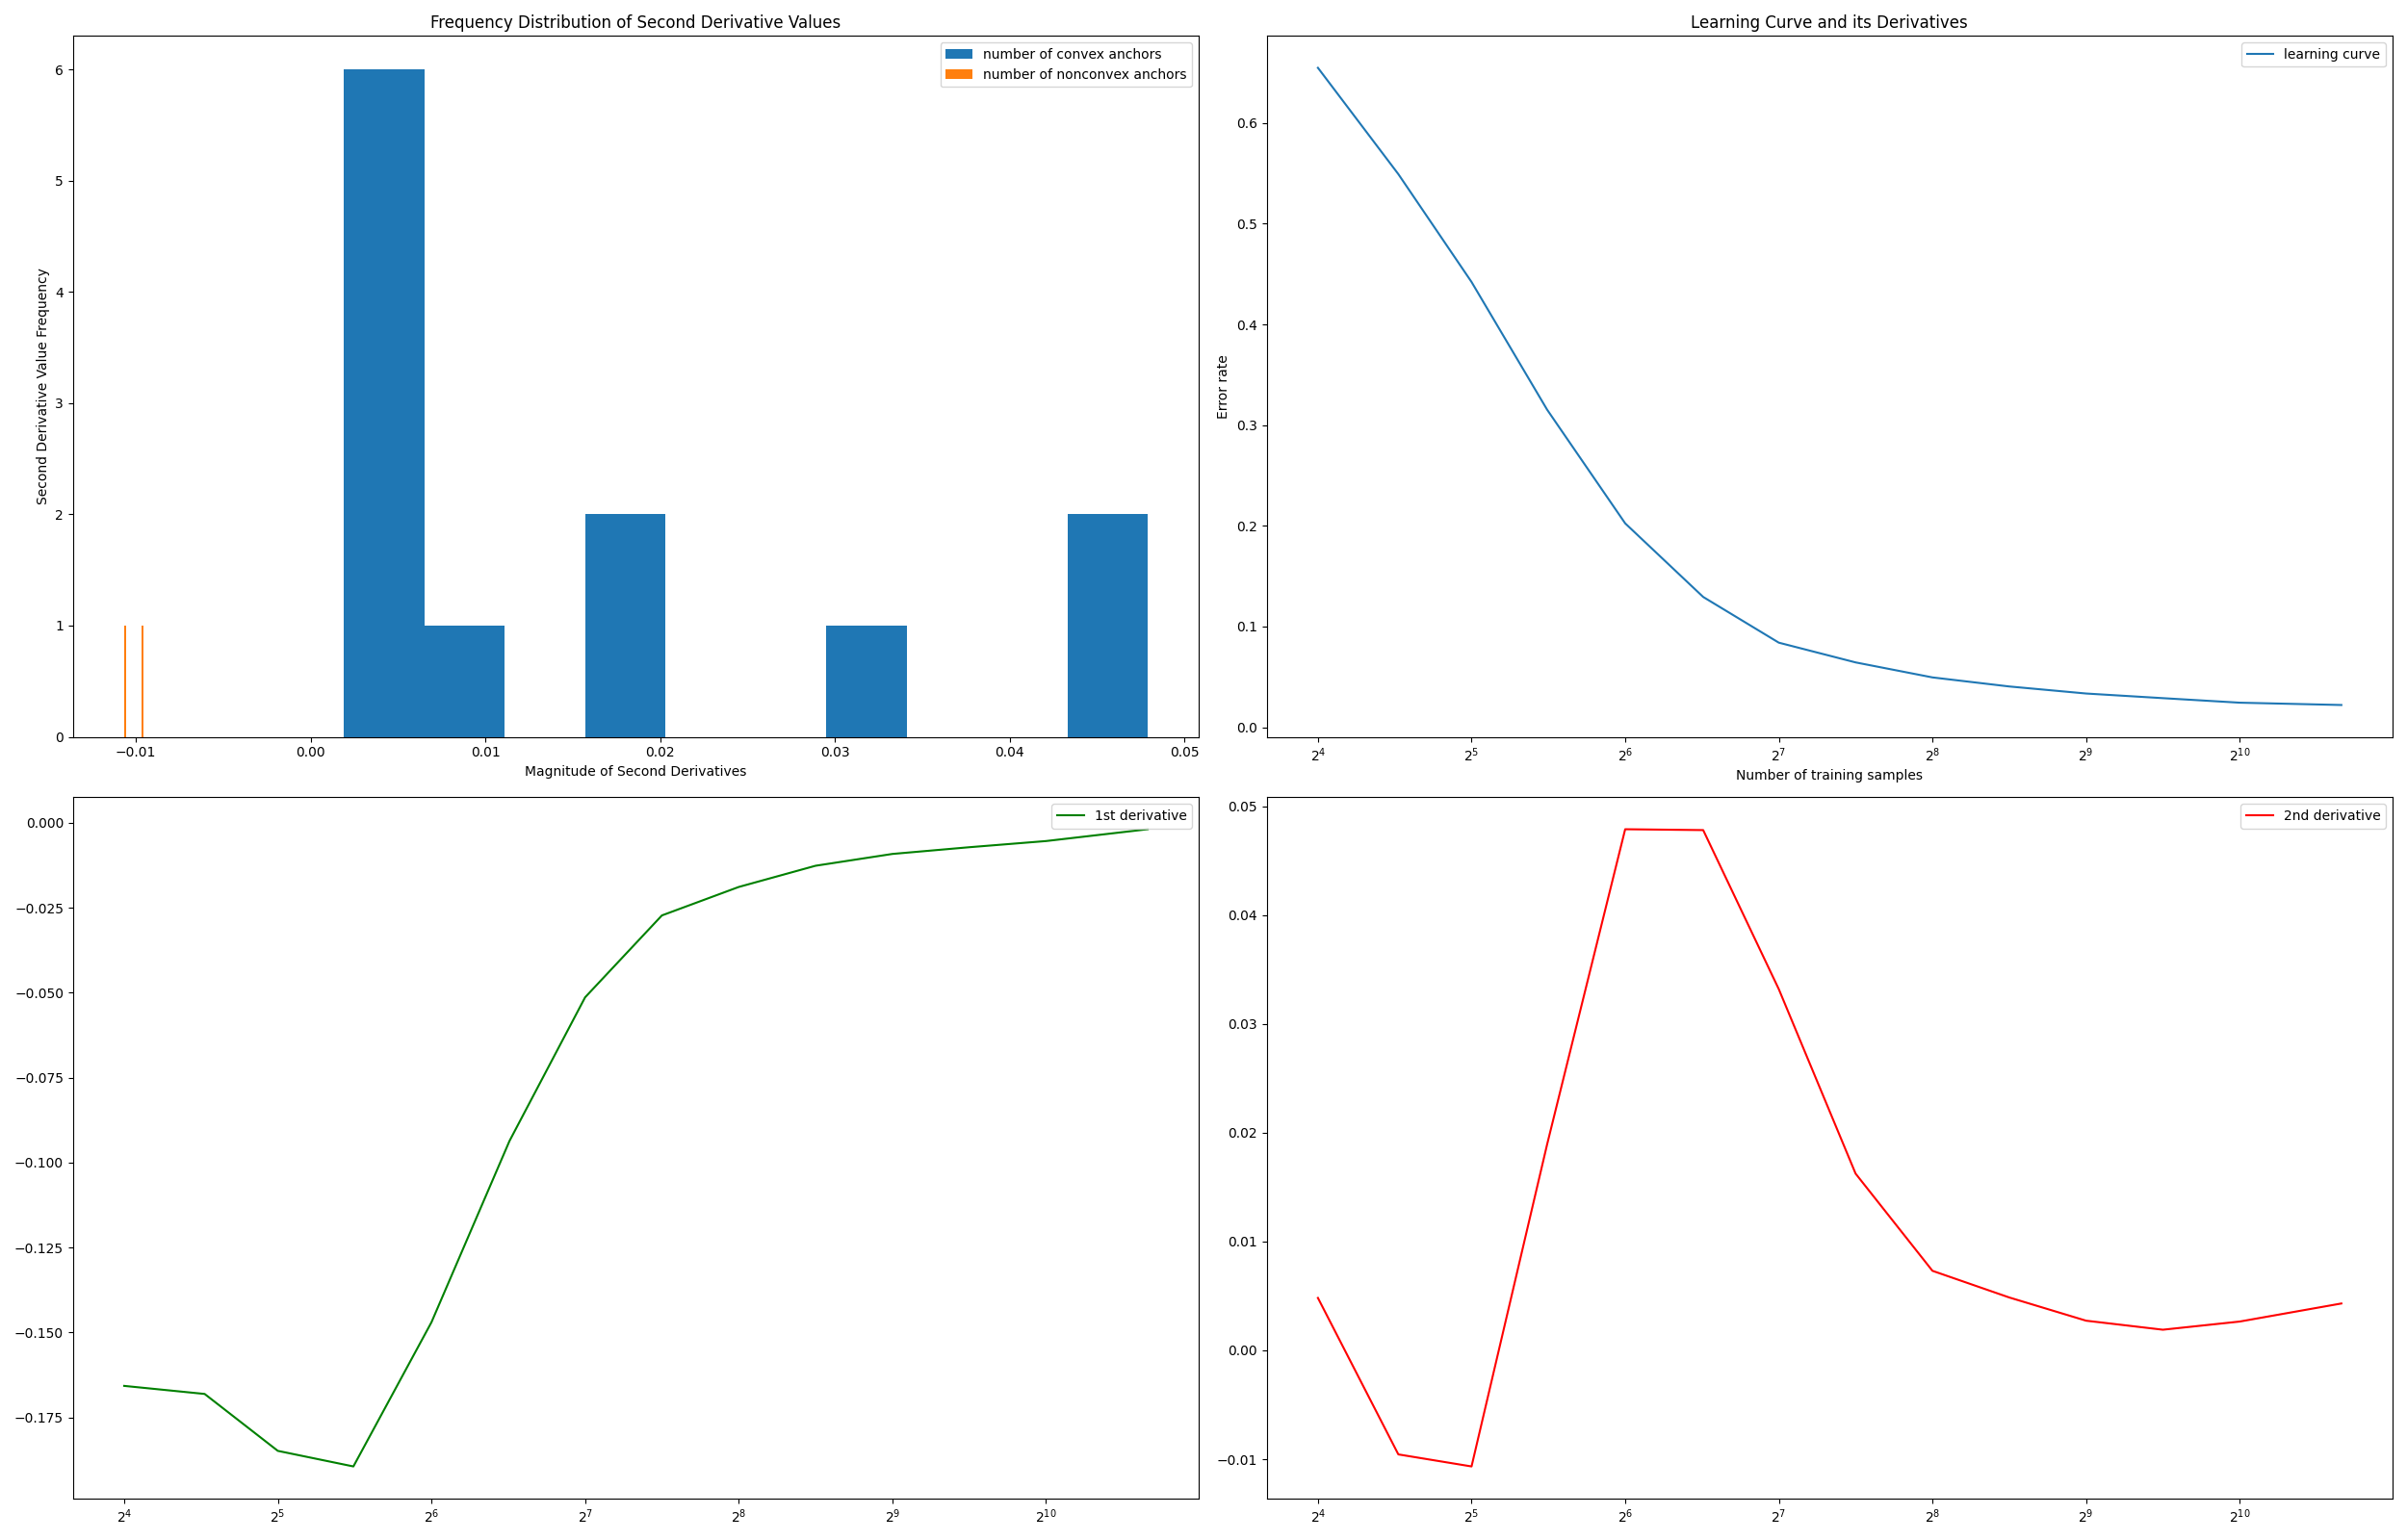 Frequency Distribution of Second Derivative Values
number of convex anchors
number of nonconvex anchors
6
5
4
3
2
1
0
Second Derivative Value Frequency
−0.01 0.00 0.01 0.02 0.03 0.04 0.05
Magnitude of Second Derivatives
Learning Curve and its Derivatives
learning curve
0.6
0.5
0.4
0.3
0.2
0.1
0.0
Error rate
2⁴ 2⁵ 2⁶ 2⁷ 2⁸ 2⁹ 2¹⁰
Number of training samples
1st derivative
0.000
−0.025
−0.050
−0.075
−0.100
−0.125
−0.150
−0.175
2⁴ 2⁵ 2⁶ 2⁷ 2⁸ 2⁹ 2¹⁰
2nd derivative
0.05
0.04
0.03
0.02
0.01
0.00
−0.01
2⁴ 2⁵ 2⁶ 2⁷ 2⁸ 2⁹ 2¹⁰